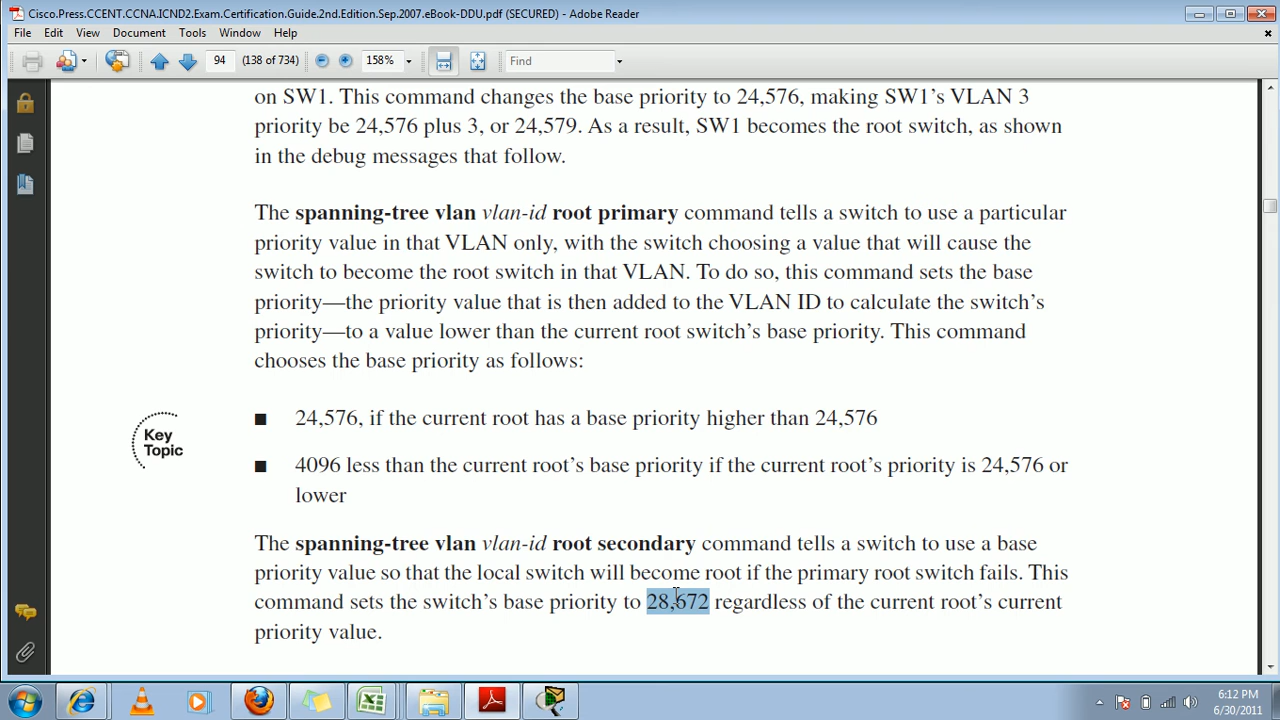 Cisco.Press.CCENT.CCNA.ICND2.Exam.Certification.Guide.2nd.Edition.Sep.2007.eBook-DDU.pdf (SECURED) - Adobe Reader
File Edit View Document Tools Window Help
94 (138 of 734) 158% Find
on SW1. This command changes the base priority to 24,576, making SW1’s VLAN 3
priority be 24,576 plus 3, or 24,579. As a result, SW1 becomes the root switch, as shown
in the debug messages that follow.
The spanning-tree vlan vlan-id root primary command tells a switch to use a particular
priority value in that VLAN only, with the switch choosing a value that will cause the
switch to become the root switch in that VLAN. To do so, this command sets the base
priority—the priority value that is then added to the VLAN ID to calculate the switch’s
priority—to a value lower than the current root switch’s base priority. This command
chooses the base priority as follows:
Key
Topic
■ 24,576, if the current root has a base priority higher than 24,576
■ 4096 less than the current root’s base priority if the current root’s priority is 24,576 or
lower
The spanning-tree vlan vlan-id root secondary command tells a switch to use a base
priority value so that the local switch will become root if the primary root switch fails. This
command sets the switch’s base priority to 28,672 regardless of the current root’s current
priority value.
6:12 PM
6/30/2011